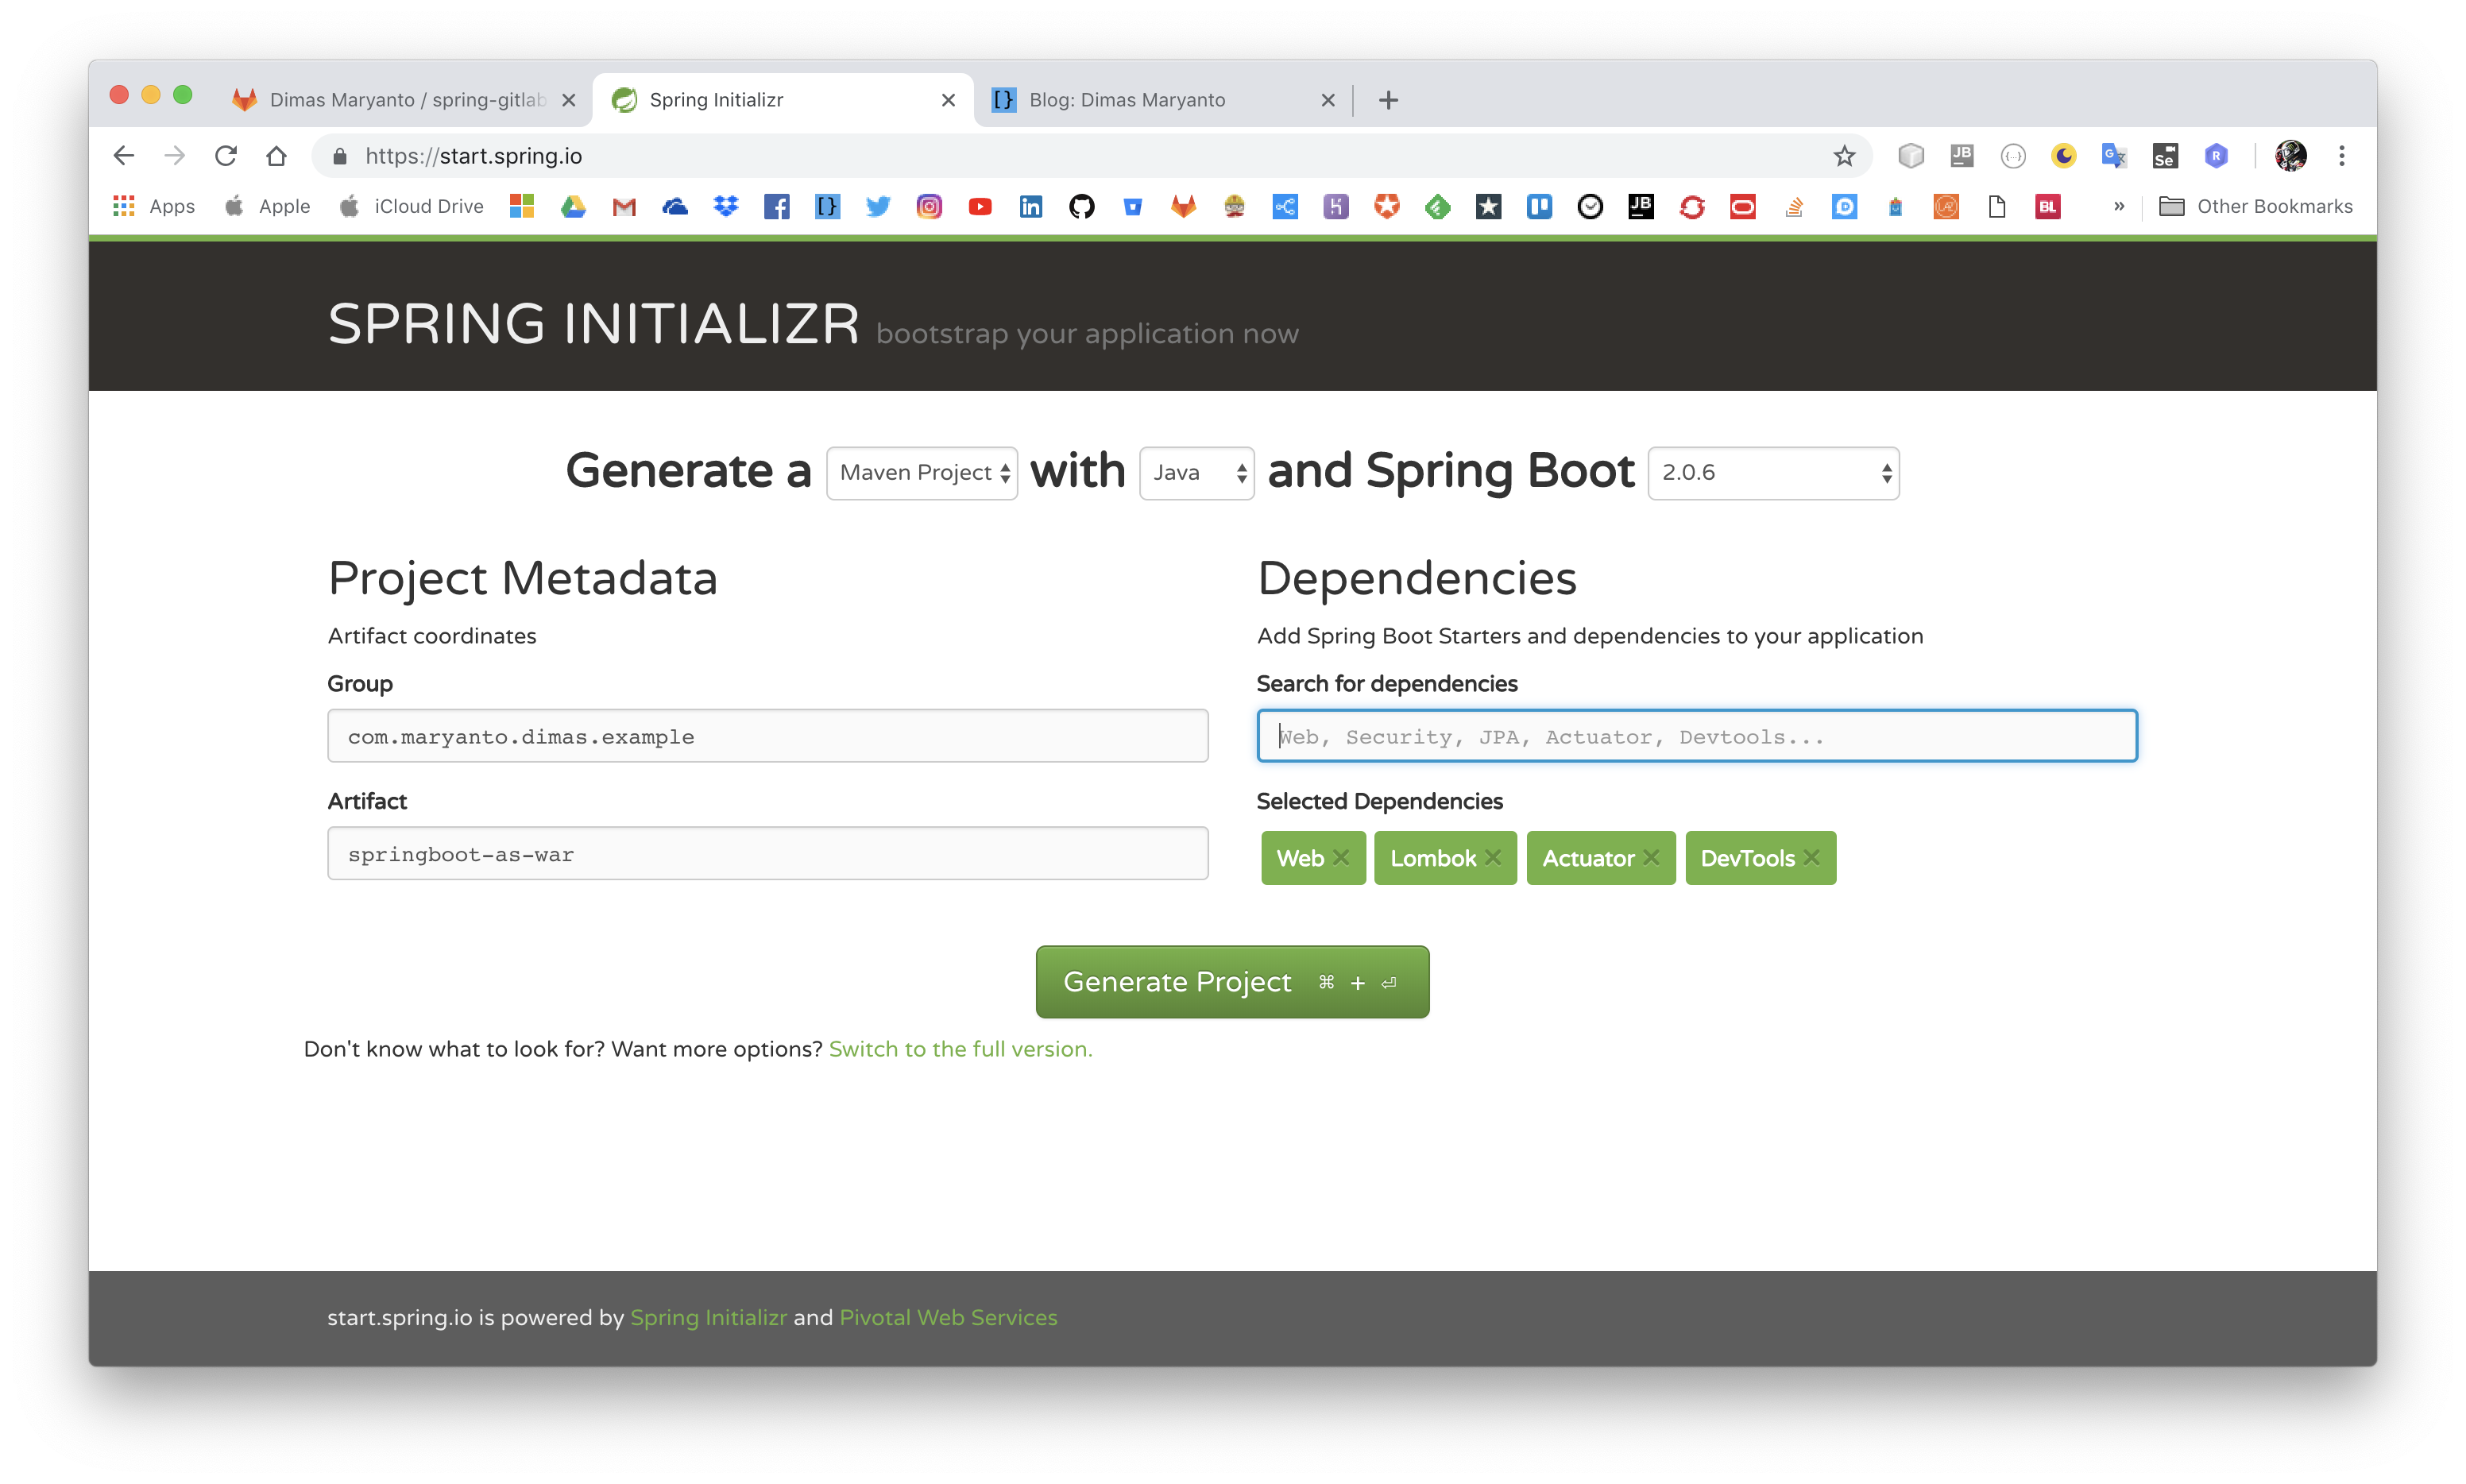 Dimas Maryanto / spring-gitlab
Spring Initializr
Blog: Dimas Maryanto
https://start.spring.io
JB
{...}
G
Se
R
Apps
Apple
iCloud Drive
[}
in
H
JB
BL
»
Other Bookmarks
SPRING INITIALIZR bootstrap your application now
Generate a Maven Project with Java and Spring Boot 2.0.6
Project Metadata
Artifact coordinates
Group
com.maryanto.dimas.example
Artifact
springboot-as-war
Dependencies
Add Spring Boot Starters and dependencies to your application
Search for dependencies
Web, Security, JPA, Actuator, Devtools...
Selected Dependencies
Web Lombok Actuator DevTools
Generate Project ⌘ + ⏎
Don't know what to look for? Want more options? Switch to the full version.
start.spring.io is powered by Spring Initializr and Pivotal Web Services